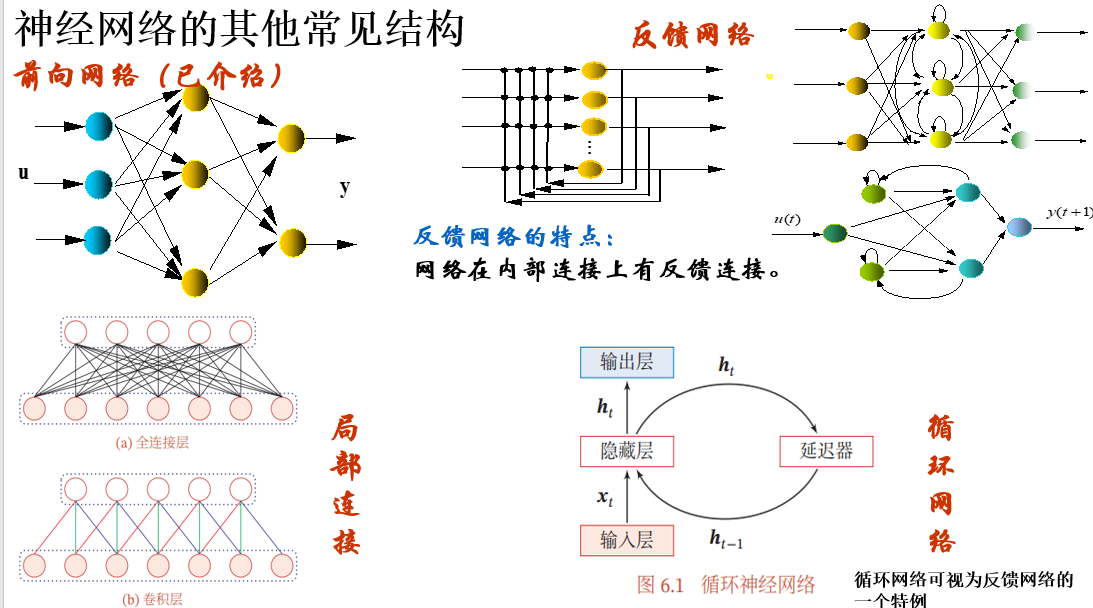 神经网络的其他常见结构
前向网络（已介绍）
u
y
反馈网络
⋮
反馈网络的特点：
网络在内部连接上有反馈连接。
u(t)
y(t+1)
(a) 全连接层
(b) 卷积层
局部连接
输出层
h_t
h_t
隐藏层
延迟器
x_t
h_{t-1}
输入层
图 6.1 循环神经网络
循环网络
循环网络可视为反馈网络的
一个特例